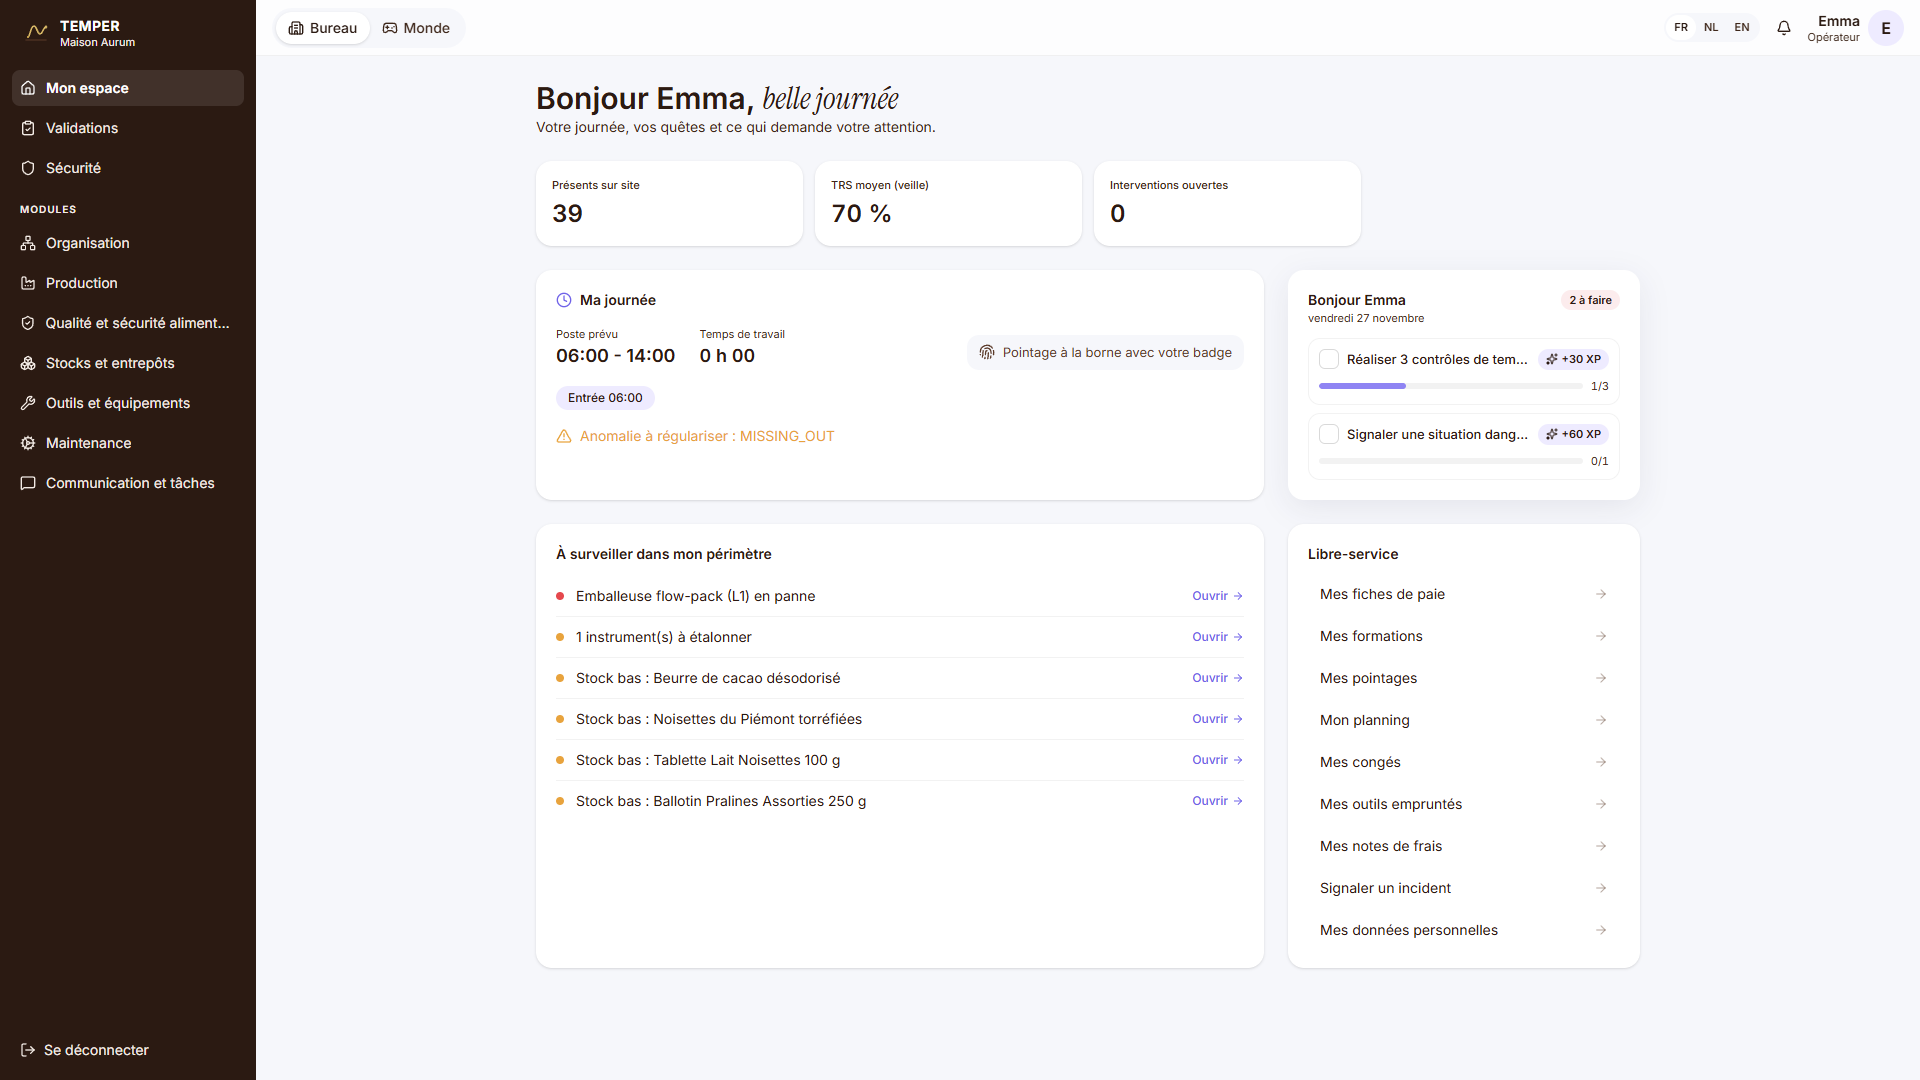 TEMPER
Maison Aurum
Mon espace
Validations
Sécurité
MODULES
Organisation
Production
Qualité et sécurité aliment...
Stocks et entrepôts
Outils et équipements
Maintenance
Communication et tâches
Se déconnecter
Bureau
Monde
FR NL EN
Emma
Opérateur
E
Bonjour Emma, belle journée
Votre journée, vos quêtes et ce qui demande votre attention.
Présents sur site
39
TRS moyen (veille)
70 %
Interventions ouvertes
0
Ma journée
Poste prévu
06:00 - 14:00
Temps de travail
0 h 00
Pointage à la borne avec votre badge
Entrée 06:00
Anomalie à régulariser : MISSING_OUT
Bonjour Emma
2 à faire
vendredi 27 novembre
Réaliser 3 contrôles de tem... +30 XP
1/3
Signaler une situation dang... +60 XP
0/1
À surveiller dans mon périmètre
Emballeuse flow-pack (L1) en panne Ouvrir
1 instrument(s) à étalonner Ouvrir
Stock bas : Beurre de cacao désodorisé Ouvrir
Stock bas : Noisettes du Piémont torréfiées Ouvrir
Stock bas : Tablette Lait Noisettes 100 g Ouvrir
Stock bas : Ballotin Pralines Assorties 250 g Ouvrir
Libre-service
Mes fiches de paie
Mes formations
Mes pointages
Mon planning
Mes congés
Mes outils empruntés
Mes notes de frais
Signaler un incident
Mes données personnelles